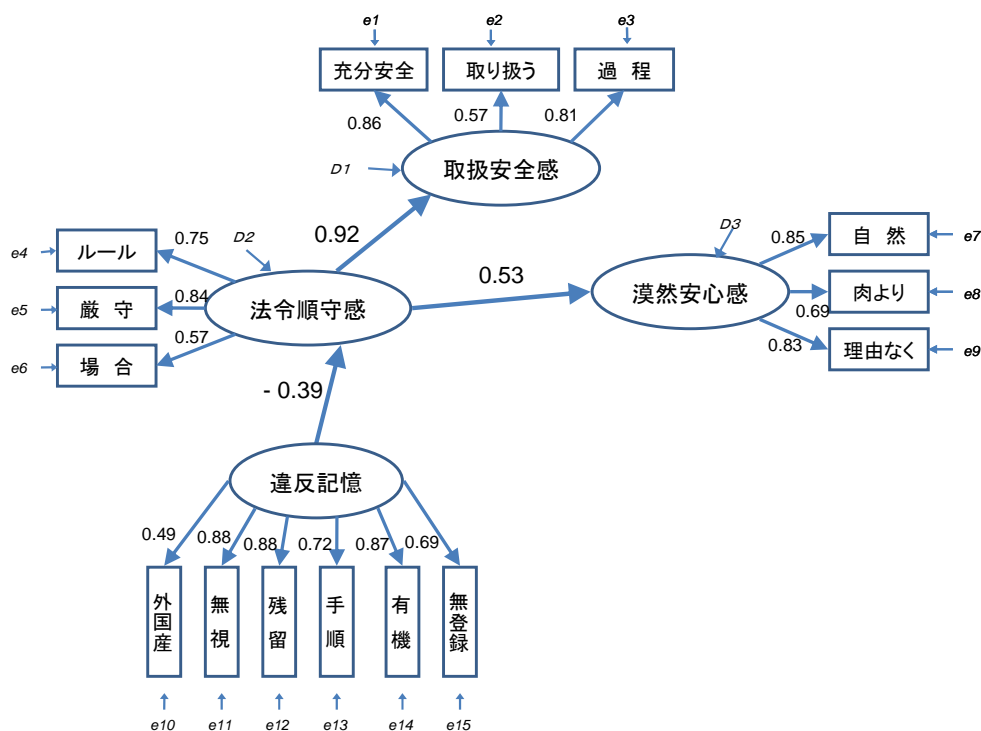 e1
e2
e3
充分安全
取り扱う
過 程
0.86
0.57
0.81
D1
取扱安全感
D2
D3
e4
ルール
0.75
0.92
0.85
自 然
e7
e5
厳 守
0.84
法令順守感
0.53
漠然安心感
0.69
肉より
e8
e6
場 合
0.57
0.83
理由なく
e9
- 0.39
違反記憶
0.49
0.88
0.88
0.72
0.87
0.69
外国産
無視
残留
手順
有機
無登録
e10
e11
e12
e13
e14
e15